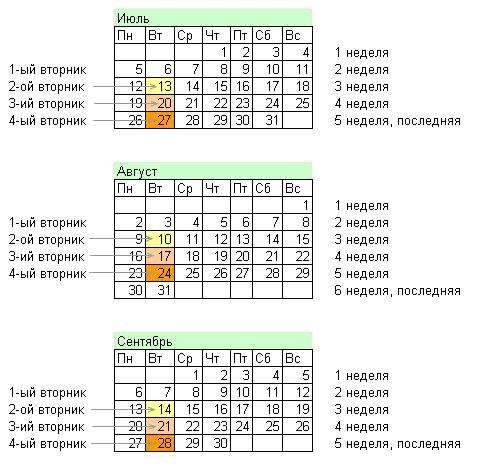 Июль
Пн Вт Ср Чт Пт Сб Вс
1 2 3 4 1 неделя
1-ый вторник 5 6 7 8 9 10 11 2 неделя
2-ой вторник 12 13 14 15 16 17 18 3 неделя
3-ий вторник 19 20 21 22 23 24 25 4 неделя
4-ый вторник 26 27 28 29 30 31 5 неделя, последняя
Август
Пн Вт Ср Чт Пт Сб Вс
1 1 неделя
1-ый вторник 2 3 4 5 6 7 8 2 неделя
2-ой вторник 9 10 11 12 13 14 15 3 неделя
3-ий вторник 16 17 18 19 20 21 22 4 неделя
4-ый вторник 23 24 25 26 27 28 29 5 неделя
30 31 6 неделя, последняя
Сентябрь
Пн Вт Ср Чт Пт Сб Вс
1 2 3 4 5 1 неделя
1-ый вторник 6 7 8 9 10 11 12 2 неделя
2-ой вторник 13 14 15 16 17 18 19 3 неделя
3-ий вторник 20 21 22 23 24 25 26 4 неделя
4-ый вторник 27 28 29 30 5 неделя, последняя